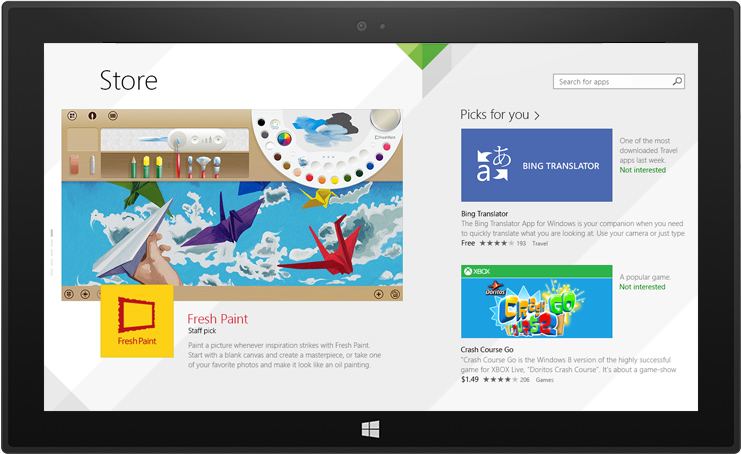 Store
Search for apps
Picks for you
One of the most
downloaded Travel
apps last week.
Not interested
あ
a
BING TRANSLATOR
Bing Translator
The Bing Translator App for Windows is your companion when you need
to quickly translate what you are looking at. Use your camera or just type
Free 193 Travel
XBOX
A popular game.
Not interested
Doritos
Crash Course
GO
Crash Course Go
"Crash Course Go is the Windows 8 version of the highly successful
game for XBOX Live, "Doritos Crash Course". It's about a game-show
$1.49 206 Games
Fresh Paint
Fresh Paint
Staff pick
Paint a picture whenever inspiration strikes with Fresh Paint.
Start with a blank canvas and create a masterpiece, or take one
of your favorite photos and make it look like an oil painting.